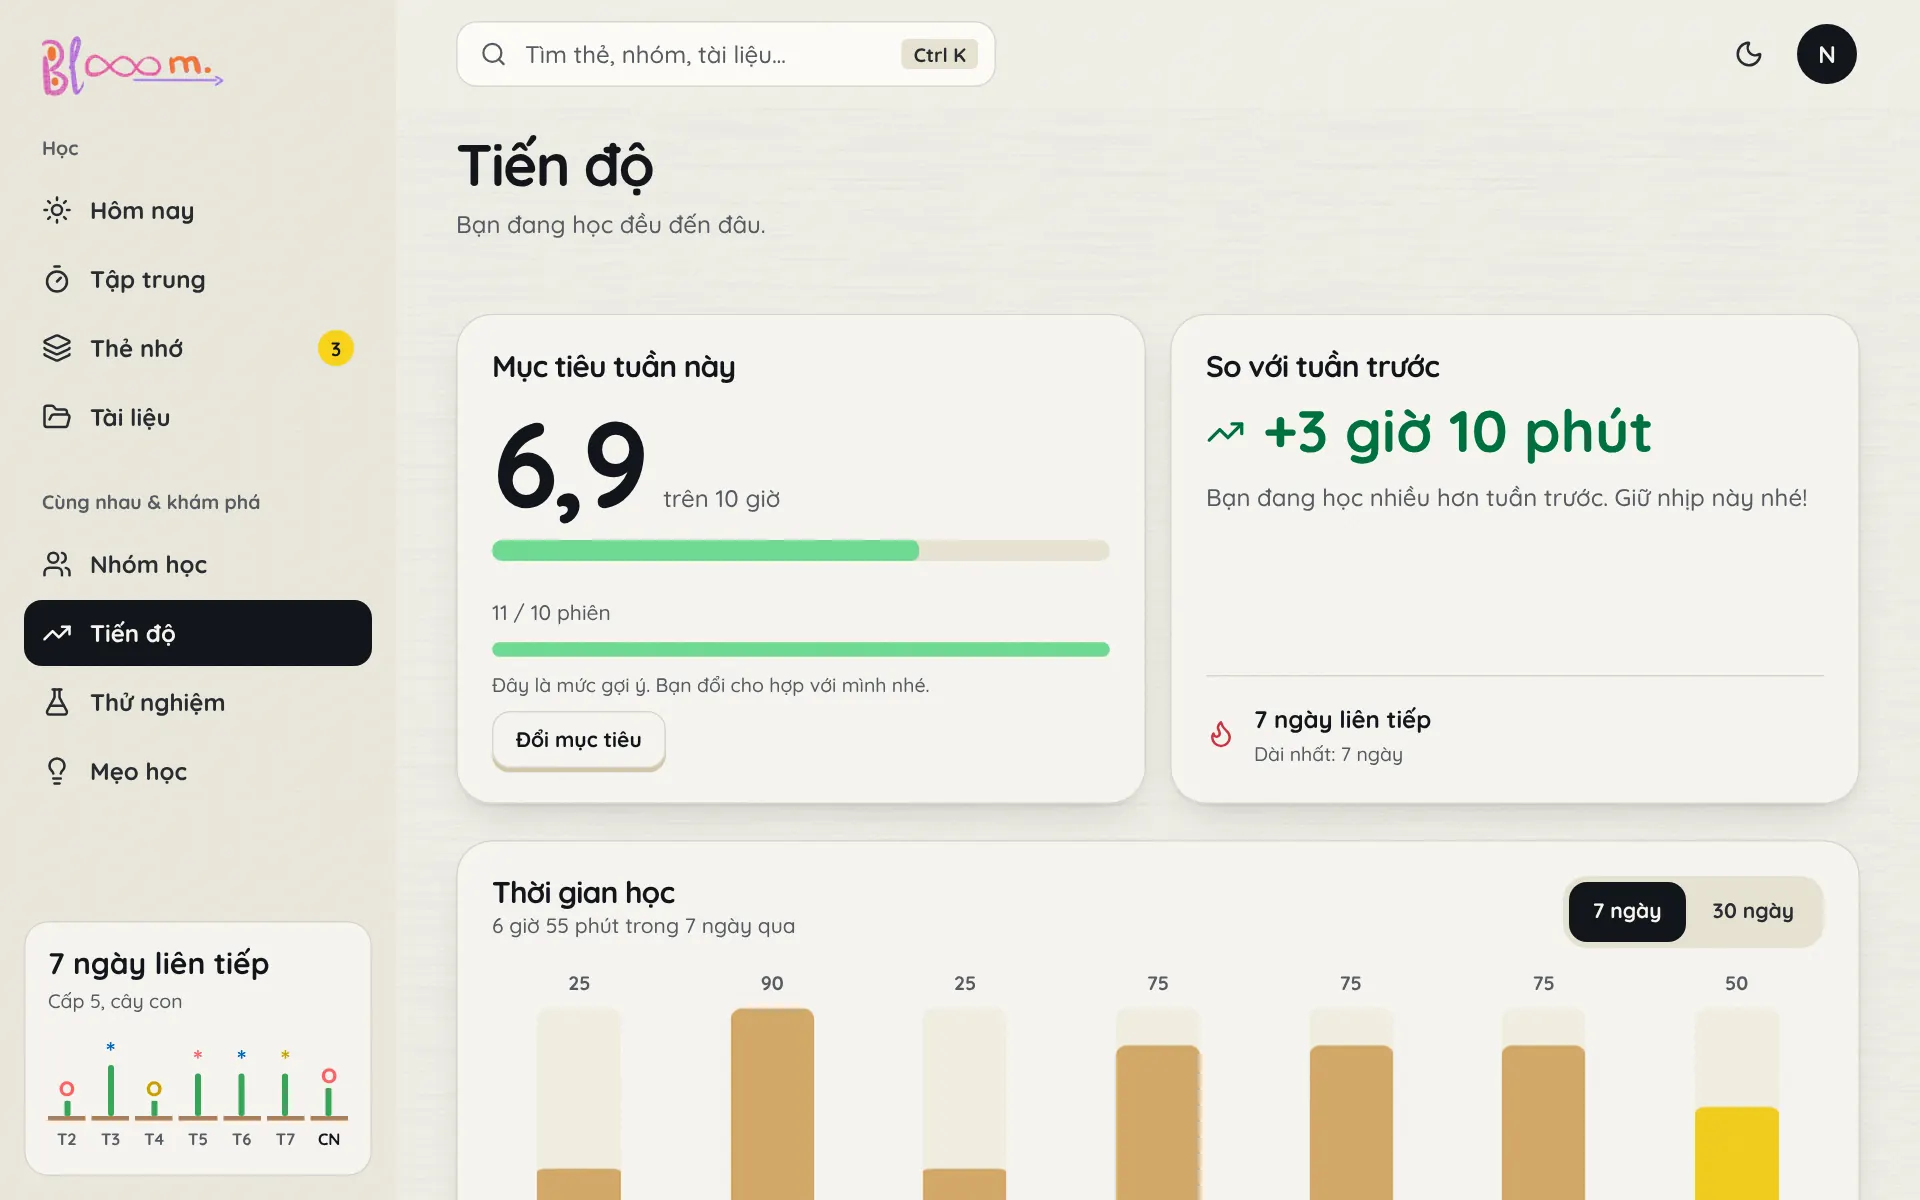 Blooom.
Học
Hôm nay
Tập trung
Thẻ nhớ
3
Tài liệu
Cùng nhau & khám phá
Nhóm học
Tiến độ
Thử nghiệm
Mẹo học
7 ngày liên tiếp
Cấp 5, cây con
T2 T3 T4 T5 T6 T7 CN
Tìm thẻ, nhóm, tài liệu...
Ctrl K
N
Tiến độ
Bạn đang học đều đến đâu.
Mục tiêu tuần này
6,9 trên 10 giờ
11 / 10 phiên
Đây là mức gợi ý. Bạn đổi cho hợp với mình nhé.
Đổi mục tiêu
So với tuần trước
+3 giờ 10 phút
Bạn đang học nhiều hơn tuần trước. Giữ nhịp này nhé!
7 ngày liên tiếp
Dài nhất: 7 ngày
Thời gian học
6 giờ 55 phút trong 7 ngày qua
7 ngày
30 ngày
25 90 25 75 75 75 50